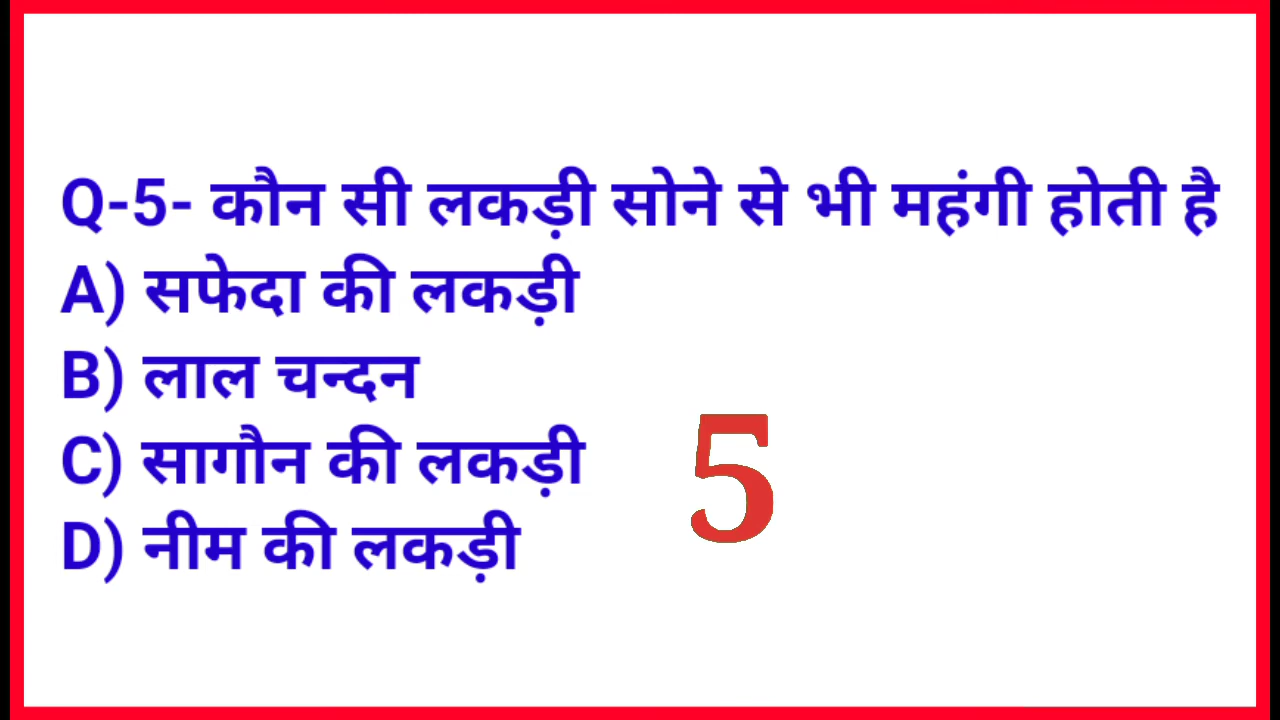 Q-5- कौन सी लकड़ी सोने से भी महंगी होती है
A) सफेदा की लकड़ी
B) लाल चन्दन
C) सागौन की लकड़ी
D) नीम की लकड़ी
5